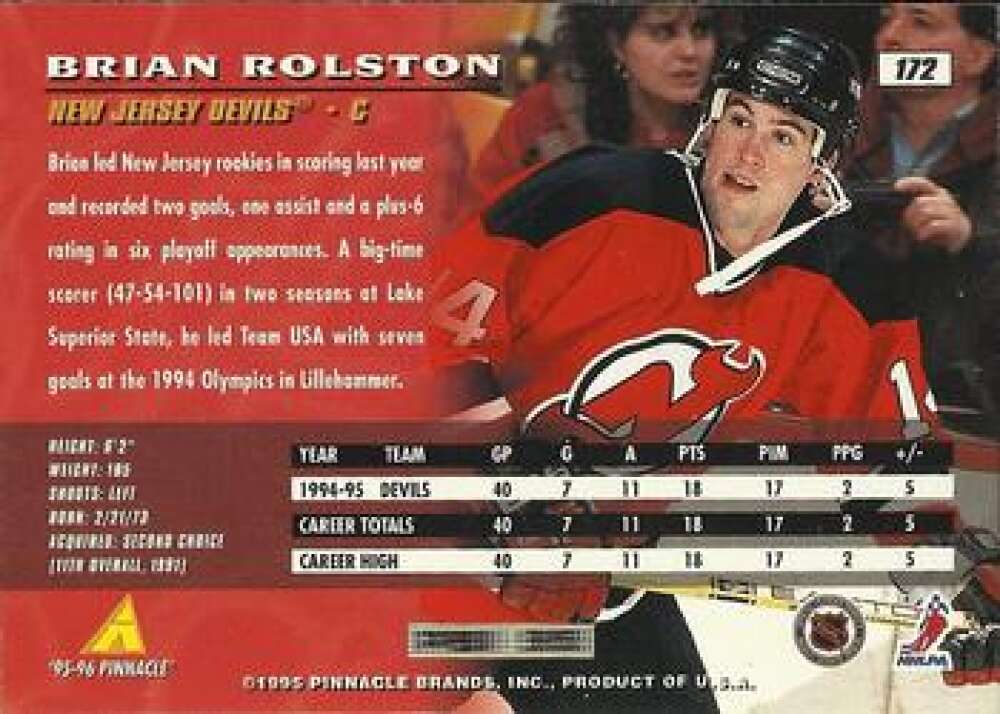 BRIAN ROLSTON
172
NEW JERSEY DEVILS - C
Brian led New Jersey rookies in scoring last year
and recorded two goals, one assist and a plus-6
rating in six playoff appearances. A big-time
scorer (47-54-101) in two seasons at Lake
Superior State, he led Team USA with seven
goals at the 1994 Olympics in Lillehammer.
14
HEIGHT: 6'2"
WEIGHT: 185
SHOOTS: LEFT
BORN: 2/21/73
ACQUIRED: SECOND CHOICE
(11TH OVERALL, 1991)
YEAR TEAM GP G A PTS PIM PPG +/-
1994-95 DEVILS 40 7 11 18 17 2 5
CAREER TOTALS 40 7 11 18 17 2 5
CAREER HIGH 40 7 11 18 17 2 5
'95-96 PINNACLE
NHLPA
©1995 PINNACLE BRANDS, INC., PRODUCT OF U.S.A.